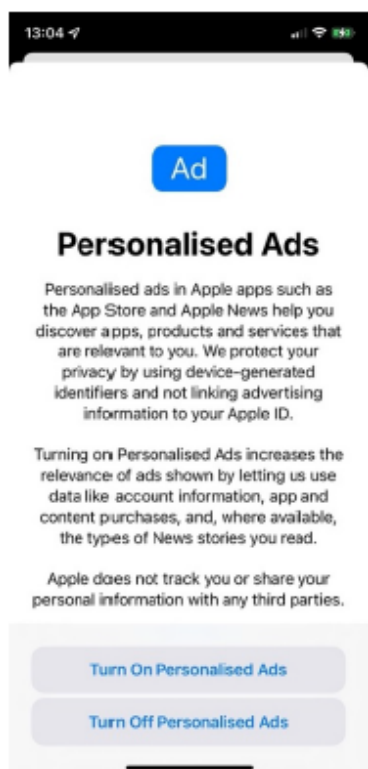 13:04
Ad
Personalised Ads
Personalised ads in Apple apps such as
the App Store and Apple News help you
discover apps, products and services that
are relevant to you. We protect your
privacy by using device-generated
identifiers and not linking advertising
information to your Apple ID.
Turning on Personalised Ads increases the
relevance of ads shown by letting us use
data like account information, app and
content purchases, and, where available,
the types of News stories you read.
Apple does not track you or share your
personal information with any third parties.
Turn On Personalised Ads
Turn Off Personalised Ads